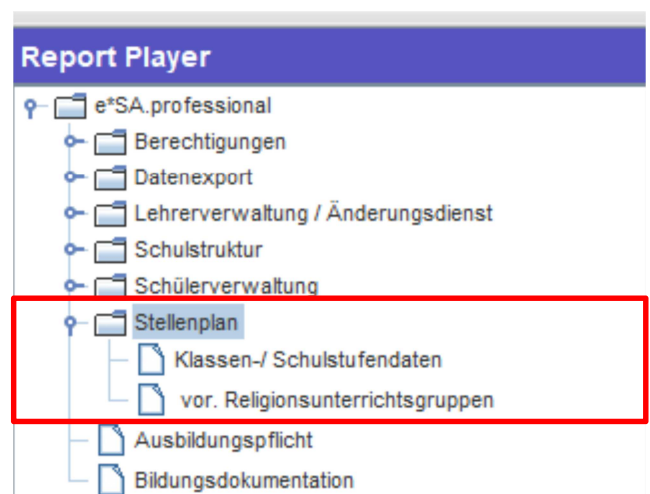 Report Player
e*SA.professional
Berechtigungen
Datenexport
Lehrerverwaltung / Änderungsdienst
Schulstruktur
Schülerverwaltung
Stellenplan
Klassen-/ Schulstufendaten
vor. Religionsunterrichtsgruppen
Ausbildungspflicht
Bildungsdokumentation